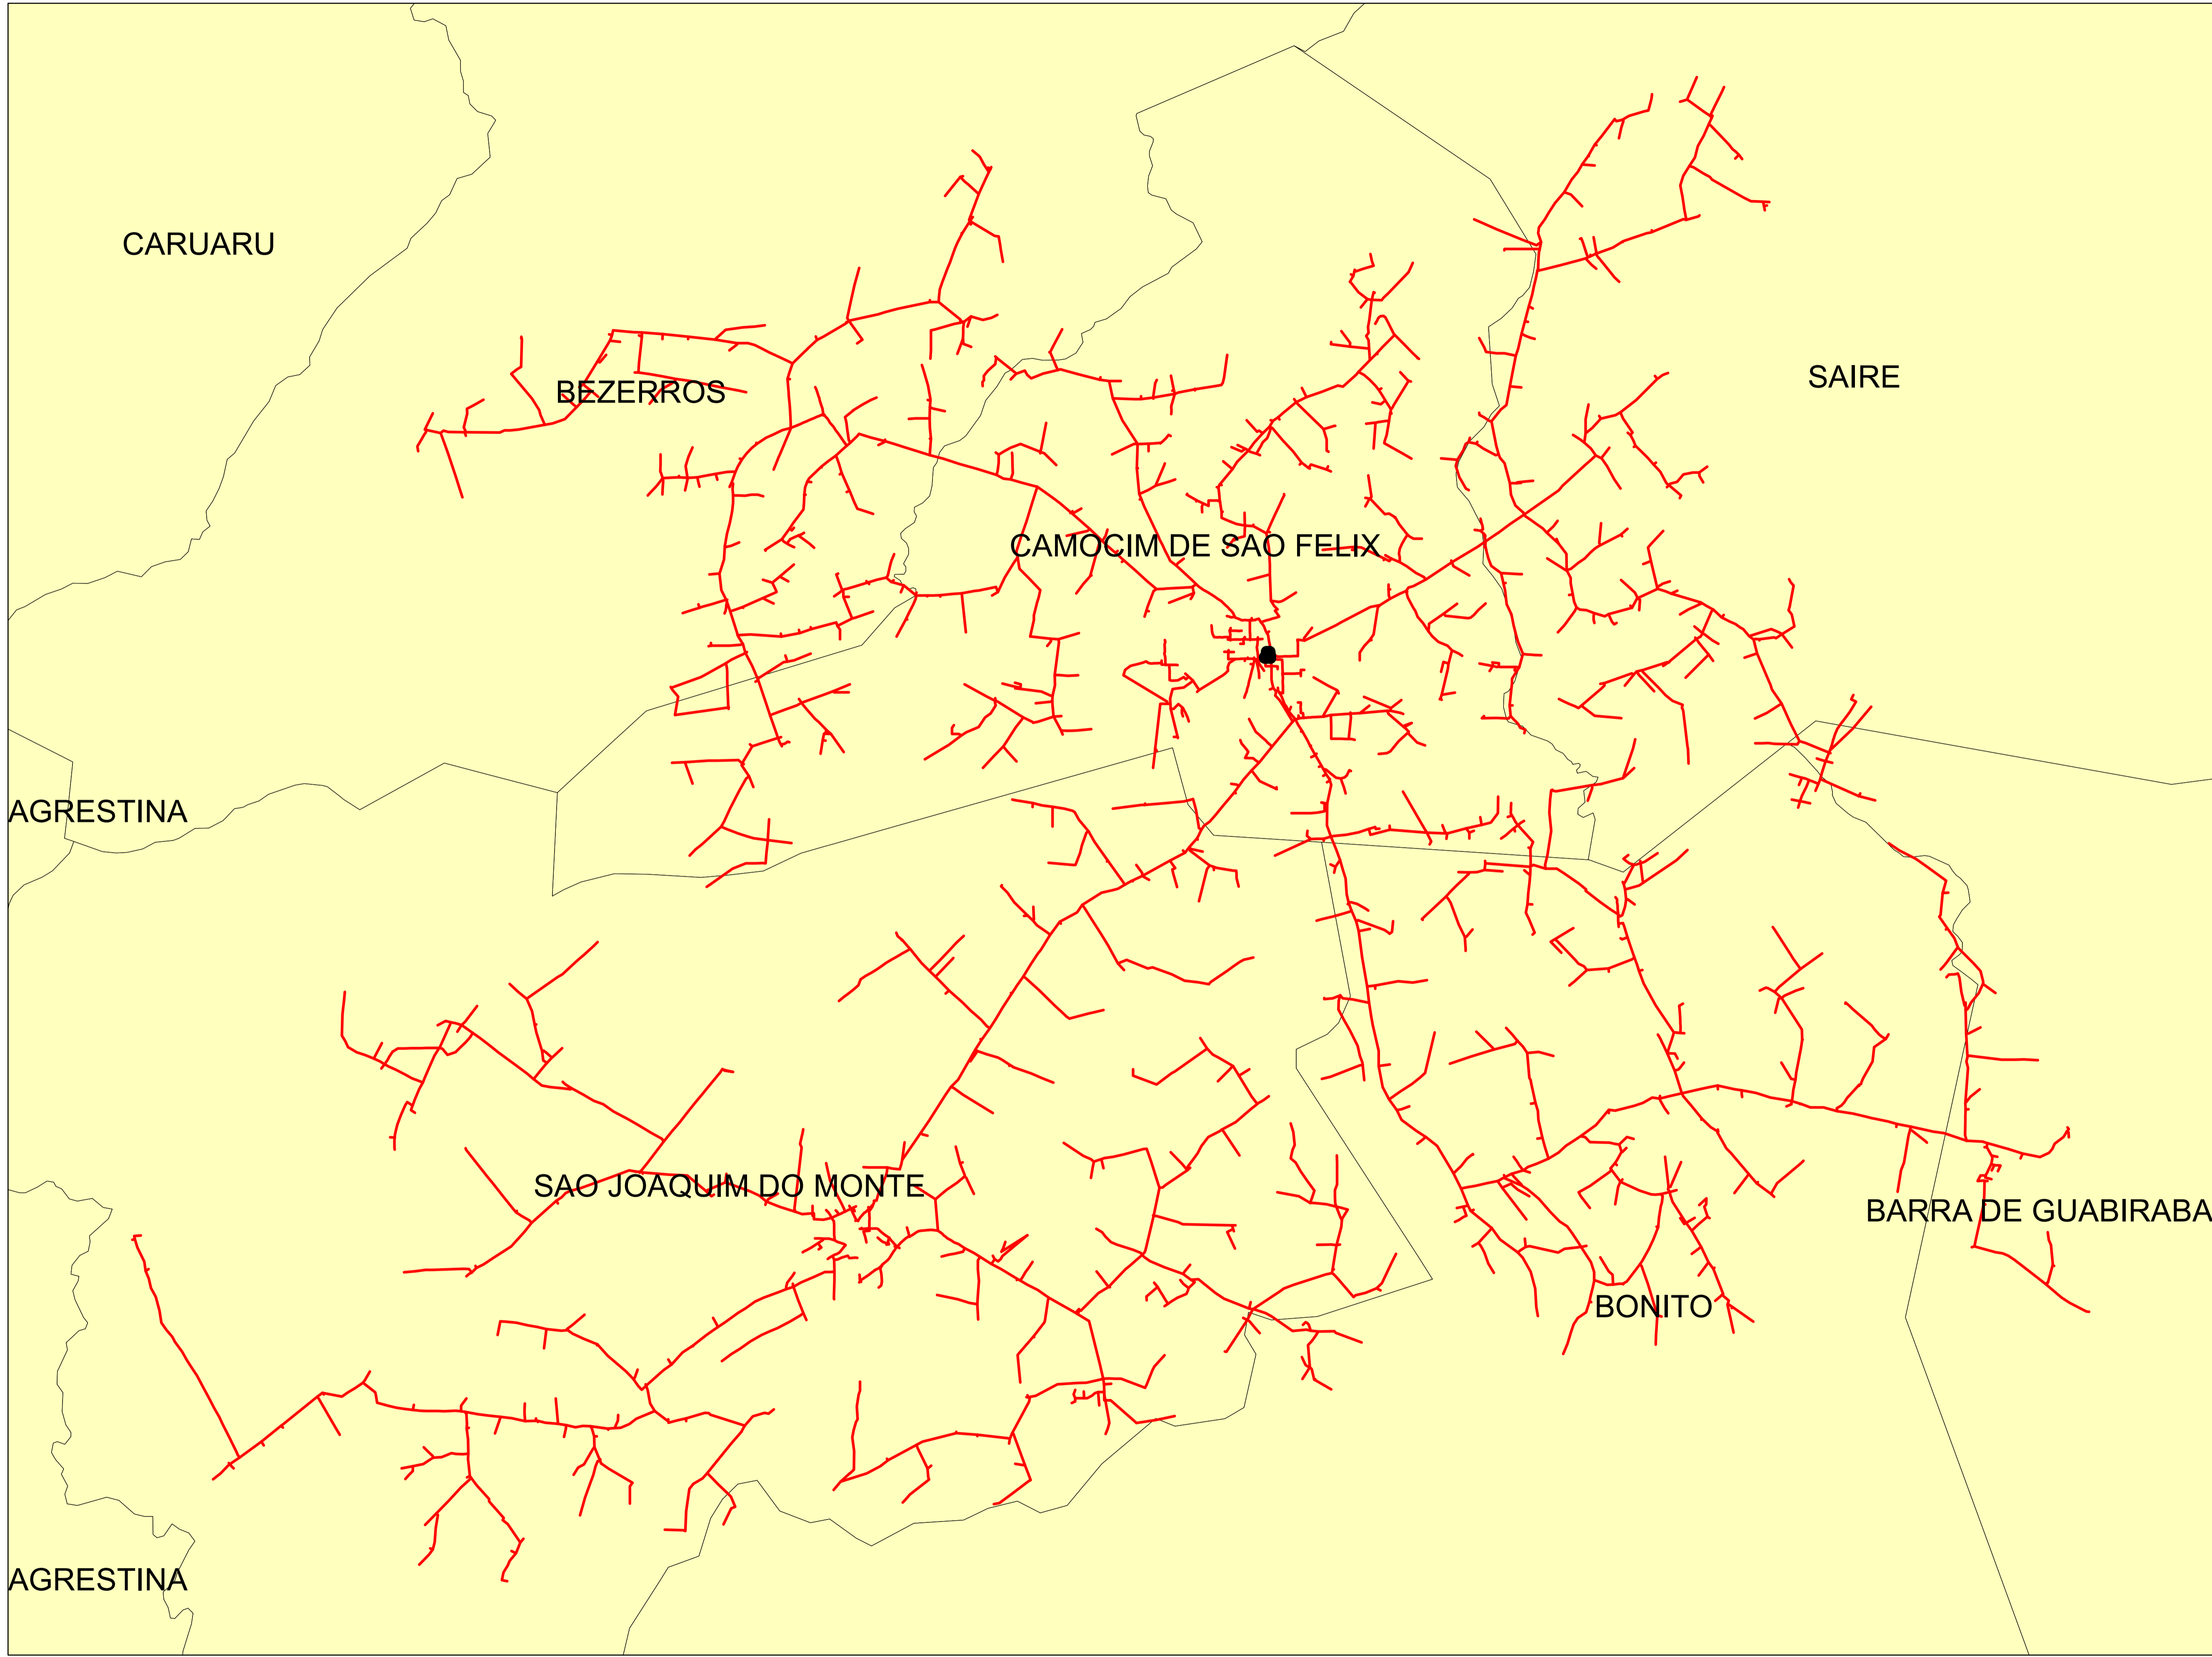 CARUARU
SAIRE
BEZERROS
CAMOCIM DE SAO FELIX
AGRESTINA
SAO JOAQUIM DO MONTE
BARRA DE GUABIRABA
BONITO
AGRESTINA